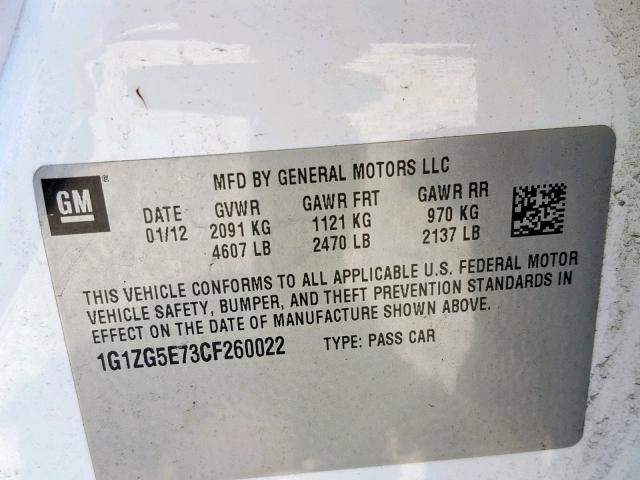 GM ®
MFD BY GENERAL MOTORS LLC
DATE GVWR GAWR FRT GAWR RR
01/12 2091 KG 1121 KG 970 KG
4607 LB 2470 LB 2137 LB
THIS VEHICLE CONFORMS TO ALL APPLICABLE U.S. FEDERAL MOTOR
VEHICLE SAFETY, BUMPER, AND THEFT PREVENTION STANDARDS IN
EFFECT ON THE DATE OF MANUFACTURE SHOWN ABOVE.
1G1ZG5E73CF260022 TYPE: PASS CAR